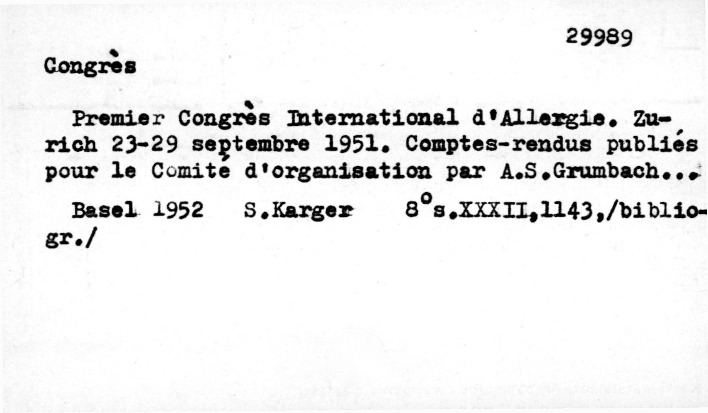 29989
Congrès
Premier Congrès International d'Allergie. Zu-
rich 23-29 septembre 1951. Comptes-rendus publiés
pour le Comité d'organisation par A.S.Grumbach...
Basel 1952 S.Karger 8°s.XXXII,1143,/biblio-
gr./